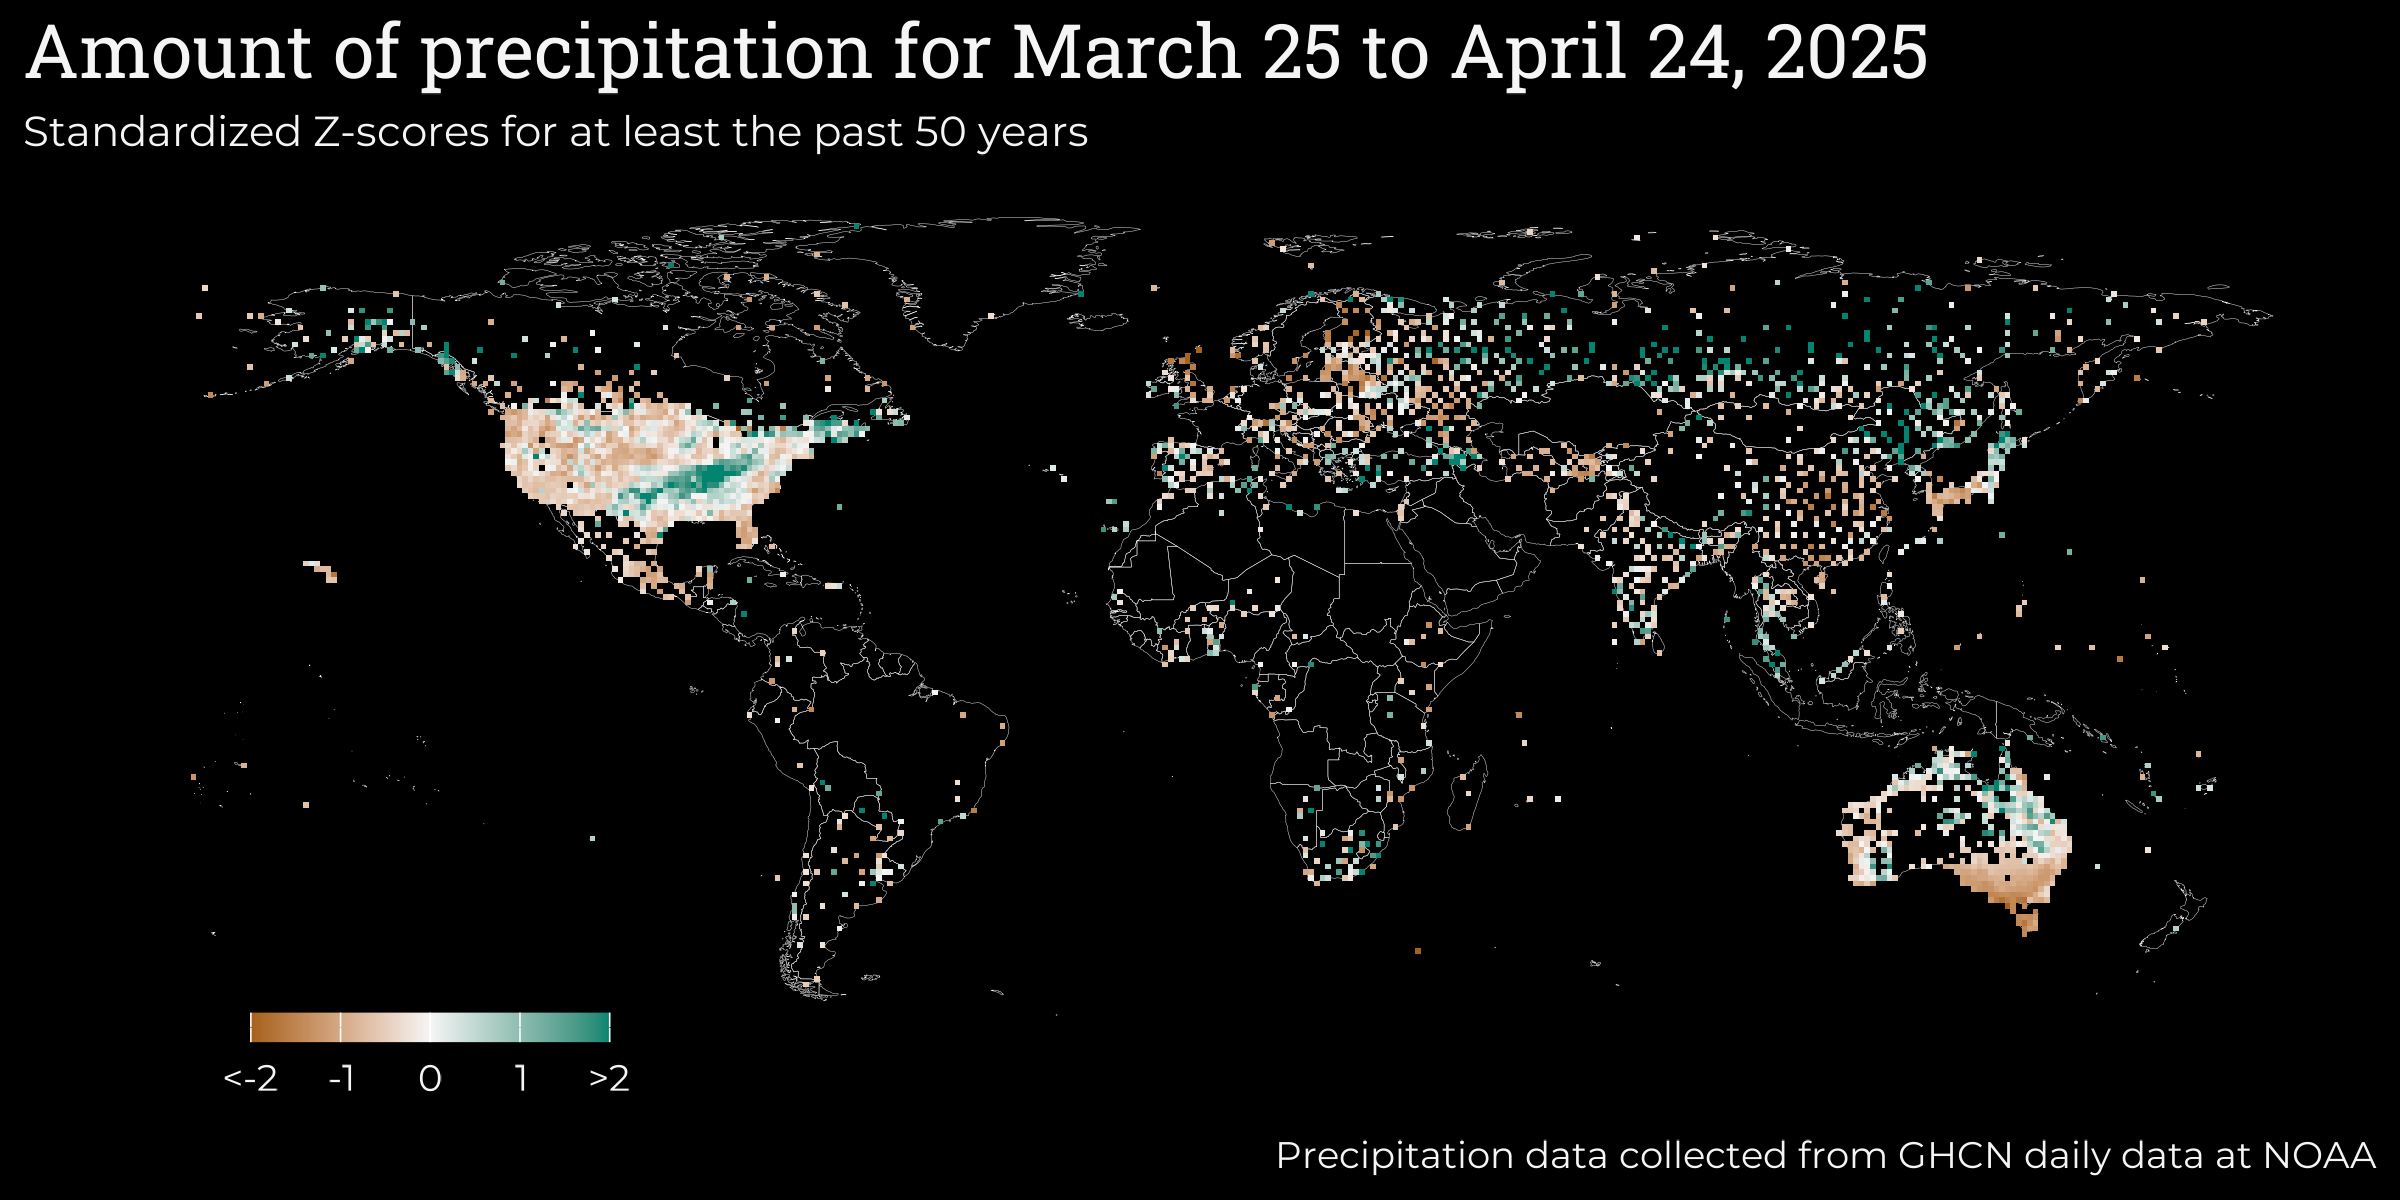 Amount of precipitation for March 25 to April 24, 2025
Standardized Z-scores for at least the past 50 years
<-2 -1 0 1 >2
Precipitation data collected from GHCN daily data at NOAA